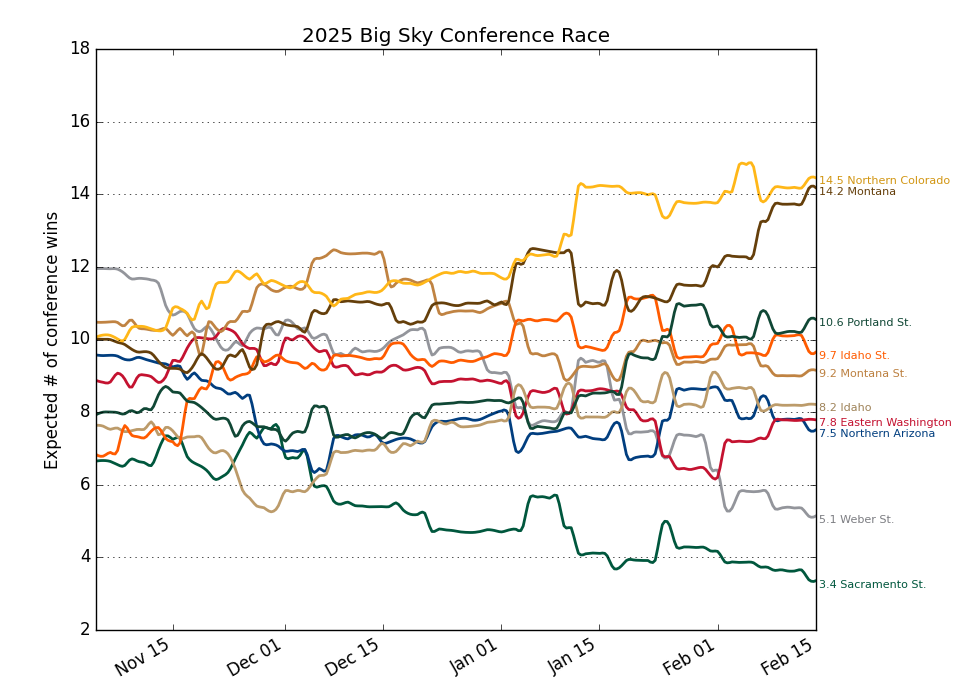 2025 Big Sky Conference Race
Expected # of conference wins
18
16
14
12
10
8
6
4
2
14.5 Northern Colorado
14.2 Montana
10.6 Portland St.
9.7 Idaho St.
9.2 Montana St.
8.2 Idaho
7.8 Eastern Washington
7.5 Northern Arizona
5.1 Weber St.
3.4 Sacramento St.
Nov 15
Dec 01
Dec 15
Jan 01
Jan 15
Feb 01
Feb 15